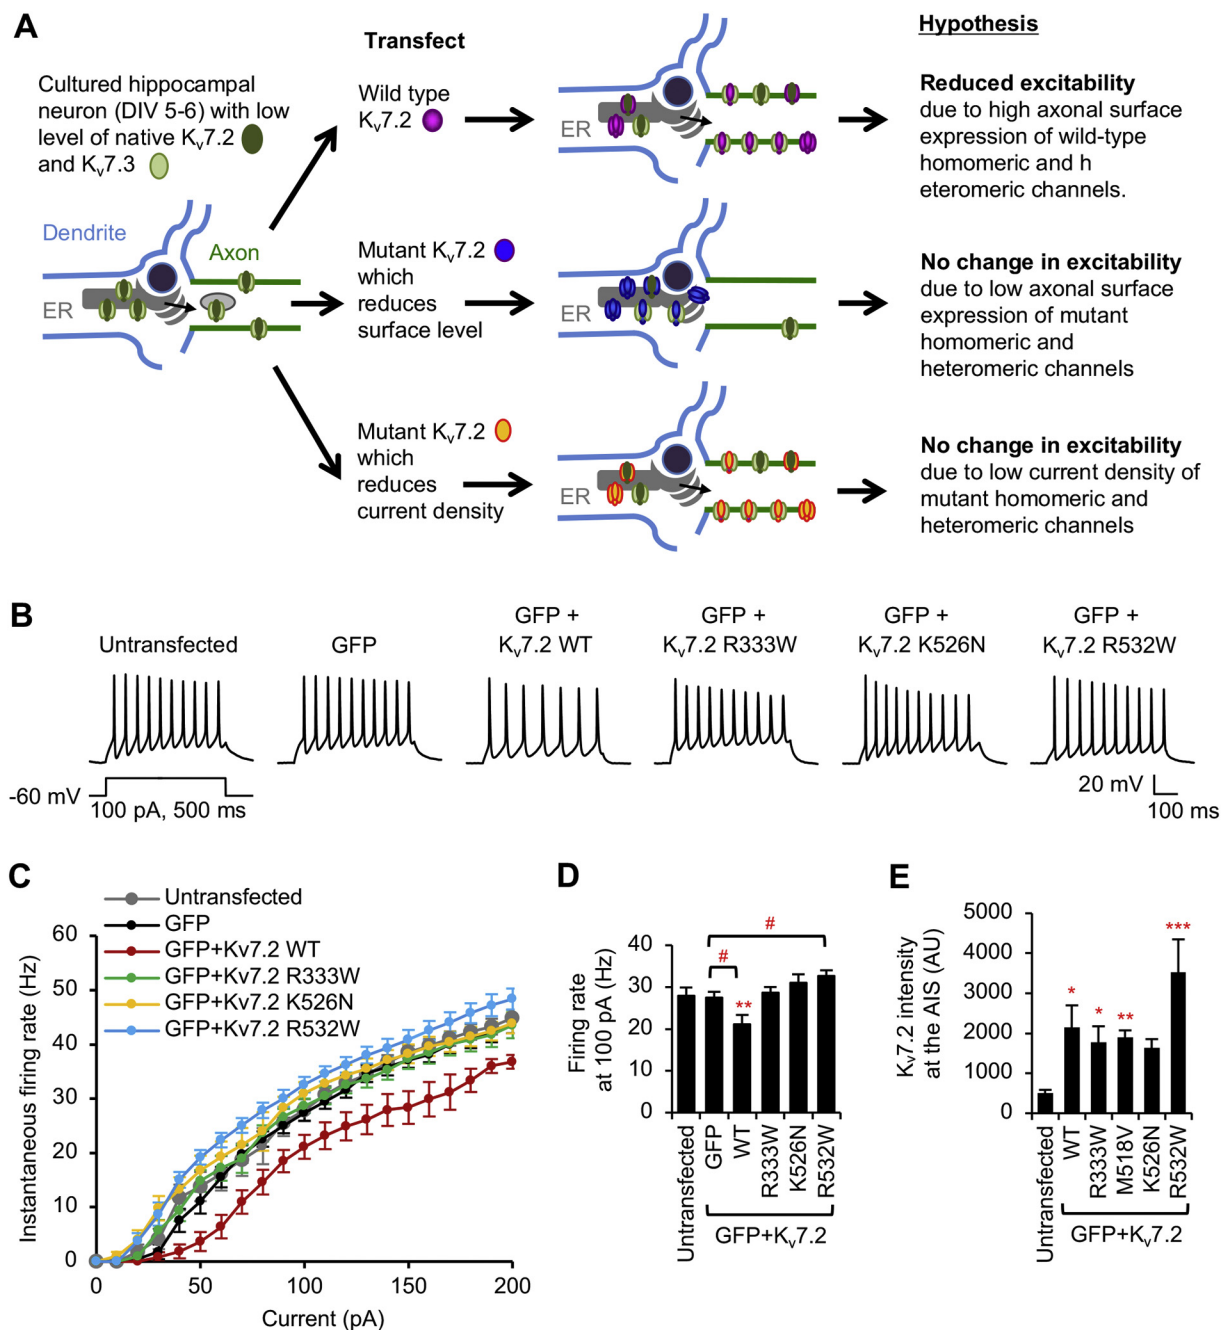 A
Transfect
Hypothesis
Cultured hippocampal
neuron (DIV 5-6) with low
level of native Kv7.2
and Kv7.3
Dendrite
Axon
ER
Wild type
Kv7.2
ER
Reduced excitability
due to high axonal surface
expression of wild-type
homomeric and h
eteromeric channels.
Mutant Kv7.2
which
reduces
surface level
ER
No change in excitability
due to low axonal surface
expression of mutant
homomeric and
heteromeric channels
Mutant Kv7.2
which
reduces
current density
ER
No change in excitability
due to low current density of
mutant homomeric and
heteromeric channels
B
Untransfected
GFP
GFP +
Kv7.2 WT
GFP +
Kv7.2 R333W
GFP +
Kv7.2 K526N
GFP +
Kv7.2 R532W
-60 mV
100 pA, 500 ms
20 mV
100 ms
C
Untransfected
GFP
GFP+Kv7.2 WT
GFP+Kv7.2 R333W
GFP+Kv7.2 K526N
GFP+Kv7.2 R532W
Instantaneous firing rate (Hz)
60
50
40
30
20
10
0
0 50 100 150 200
Current (pA)
D
Firing rate
at 100 pA (Hz)
40
30
20
10
0
#
#
**
Untransfected
GFP
WT
R333W
K526N
R532W
GFP+Kv7.2
E
Kv7.2 intensity
at the AIS (AU)
5000
4000
3000
2000
1000
0
*
*
**
***
Untransfected
WT
R333W
M518V
K526N
R532W
GFP+Kv7.2